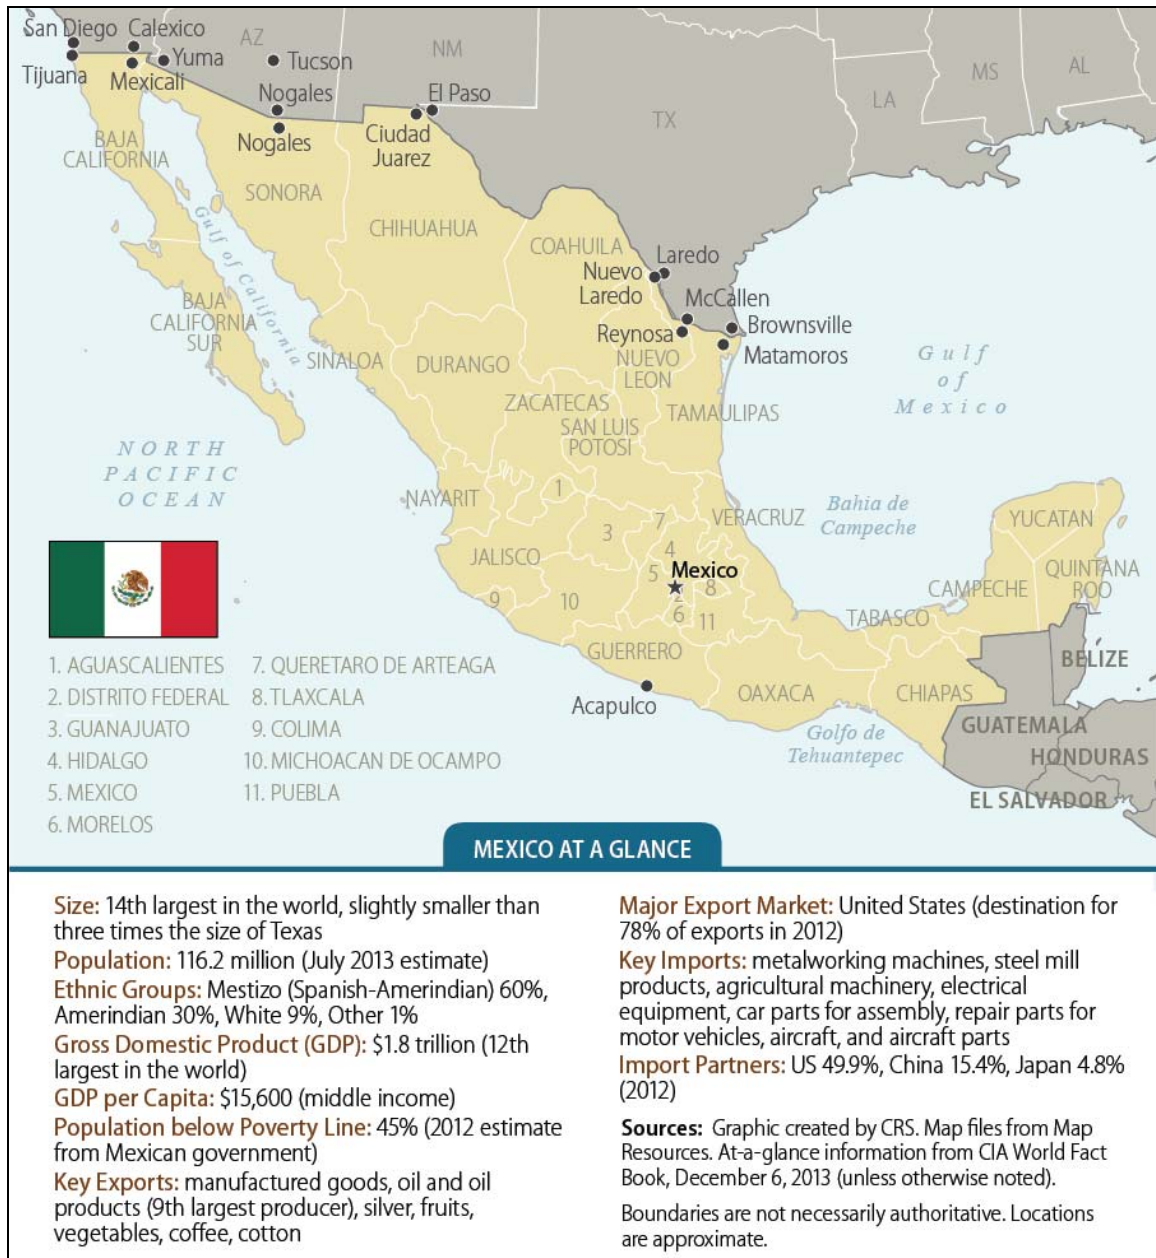 San Diego
Calexico
AZ
NM
MS
AL
Yuma
Tucson
Tijuana
Mexicali
LA
Nogales
El Paso
TX
BAJA
CALIFORNIA
Nogales
Ciudad
Juarez
SONORA
CHIHUAHUA
Gulf of California
COAHUILA
Laredo
Nuevo
Laredo
McCallen
BAJA
CALIFORNIA
SUR
Reynosa
Brownsville
SINALOA
DURANGO
NUEVO
LEON
Matamoros
Gulf
of
Mexico
ZACATECAS
TAMAULIPAS
SAN LUIS
POTOSI
NORTH
PACIFIC
OCEAN
NAYARIT
1
VERACRUZ
Bahia de
Campeche
YUCATAN
3
7
JALISCO
4
5
Mexico
QUINTANA
ROO
CAMPECHE
9
10
2
8
6
11
TABASCO
GUERRERO
BELIZE
Acapulco
OAXACA
CHIAPAS
Golfo de
Tehuantepec
GUATEMALA
HONDURAS
EL SALVADOR
1. AGUASCALIENTES
2. DISTRITO FEDERAL
3. GUANAJUATO
4. HIDALGO
5. MEXICO
6. MORELOS
7. QUERETARO DE ARTEAGA
8. TLAXCALA
9. COLIMA
10. MICHOACAN DE OCAMPO
11. PUEBLA
MEXICO AT A GLANCE
Size: 14th largest in the world, slightly smaller than
three times the size of Texas
Population: 116.2 million (July 2013 estimate)
Ethnic Groups: Mestizo (Spanish-Amerindian) 60%,
Amerindian 30%, White 9%, Other 1%
Gross Domestic Product (GDP): $1.8 trillion (12th
largest in the world)
GDP per Capita: $15,600 (middle income)
Population below Poverty Line: 45% (2012 estimate
from Mexican government)
Key Exports: manufactured goods, oil and oil
products (9th largest producer), silver, fruits,
vegetables, coffee, cotton
Major Export Market: United States (destination for
78% of exports in 2012)
Key Imports: metalworking machines, steel mill
products, agricultural machinery, electrical
equipment, car parts for assembly, repair parts for
motor vehicles, aircraft, and aircraft parts
Import Partners: US 49.9%, China 15.4%, Japan 4.8%
(2012)
Sources: Graphic created by CRS. Map files from Map
Resources. At-a-glance information from CIA World Fact
Book, December 6, 2013 (unless otherwise noted).
Boundaries are not necessarily authoritative. Locations
are approximate.